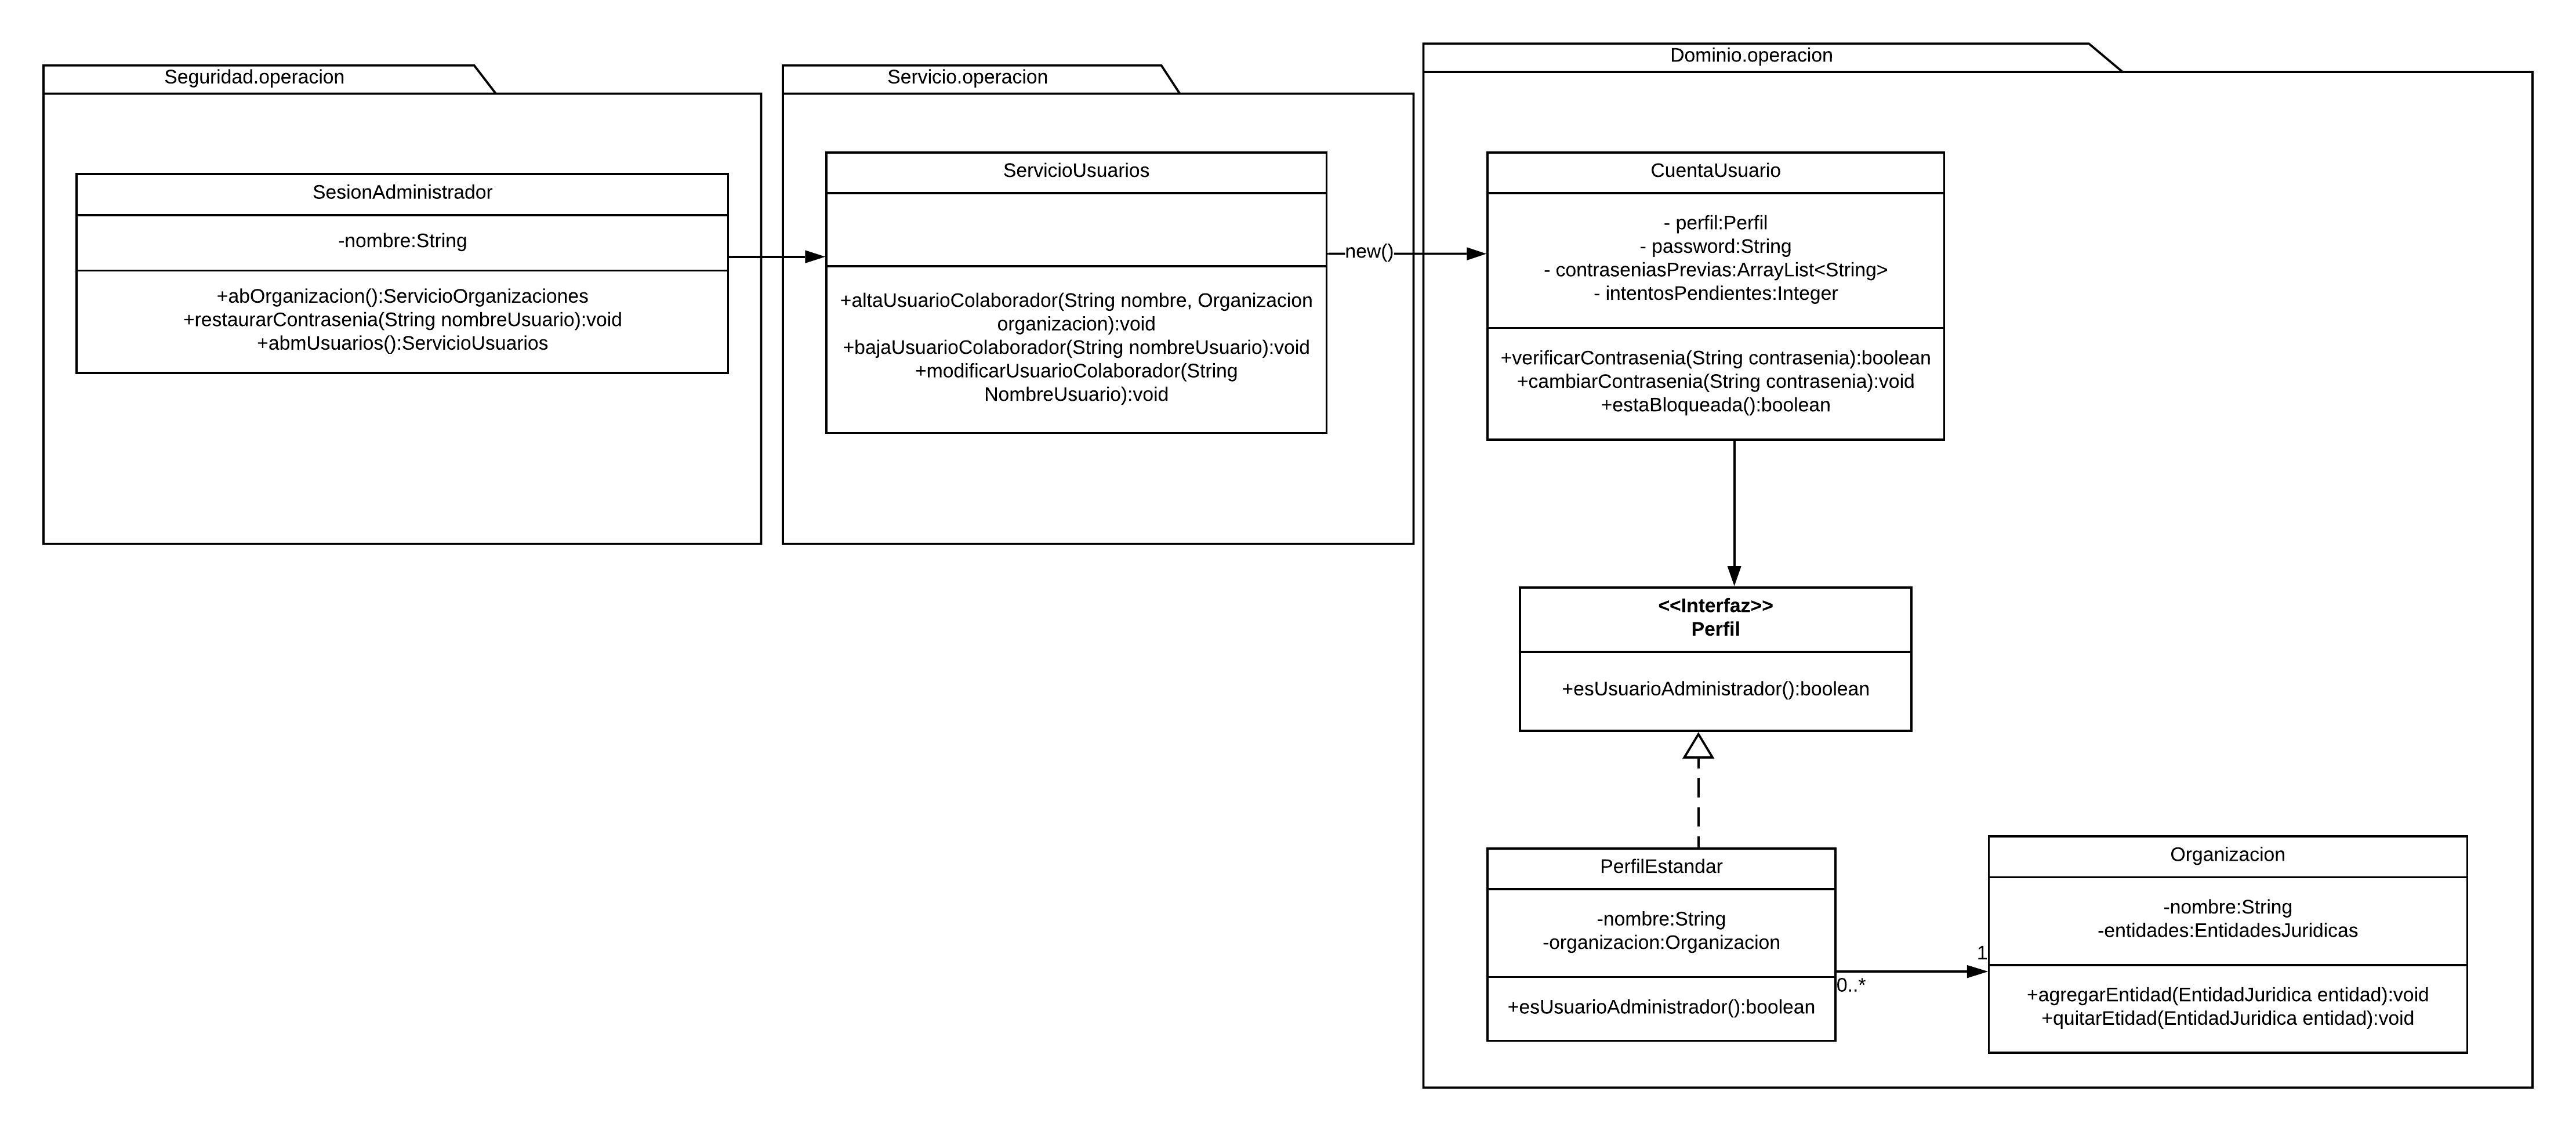 Seguridad.operacion
SesionAdministrador
-nombre:String
+abOrganizacion():ServicioOrganizaciones
+restaurarContrasenia(String nombreUsuario):void
+abmUsuarios():ServicioUsuarios
Servicio.operacion
ServicioUsuarios
+altaUsuarioColaborador(String nombre, Organizacion
organizacion):void
+bajaUsuarioColaborador(String nombreUsuario):void
+modificarUsuarioColaborador(String
NombreUsuario):void
new()
Dominio.operacion
CuentaUsuario
- perfil:Perfil
- password:String
- contraseniasPrevias:ArrayList<String>
- intentosPendientes:Integer
+verificarContrasenia(String contrasenia):boolean
+cambiarContrasenia(String contrasenia):void
+estaBloqueada():boolean
<<Interfaz>>
Perfil
+esUsuarioAdministrador():boolean
PerfilEstandar
-nombre:String
-organizacion:Organizacion
+esUsuarioAdministrador():boolean
0..*
1
Organizacion
-nombre:String
-entidades:EntidadesJuridicas
+agregarEntidad(EntidadJuridica entidad):void
+quitarEtidad(EntidadJuridica entidad):void